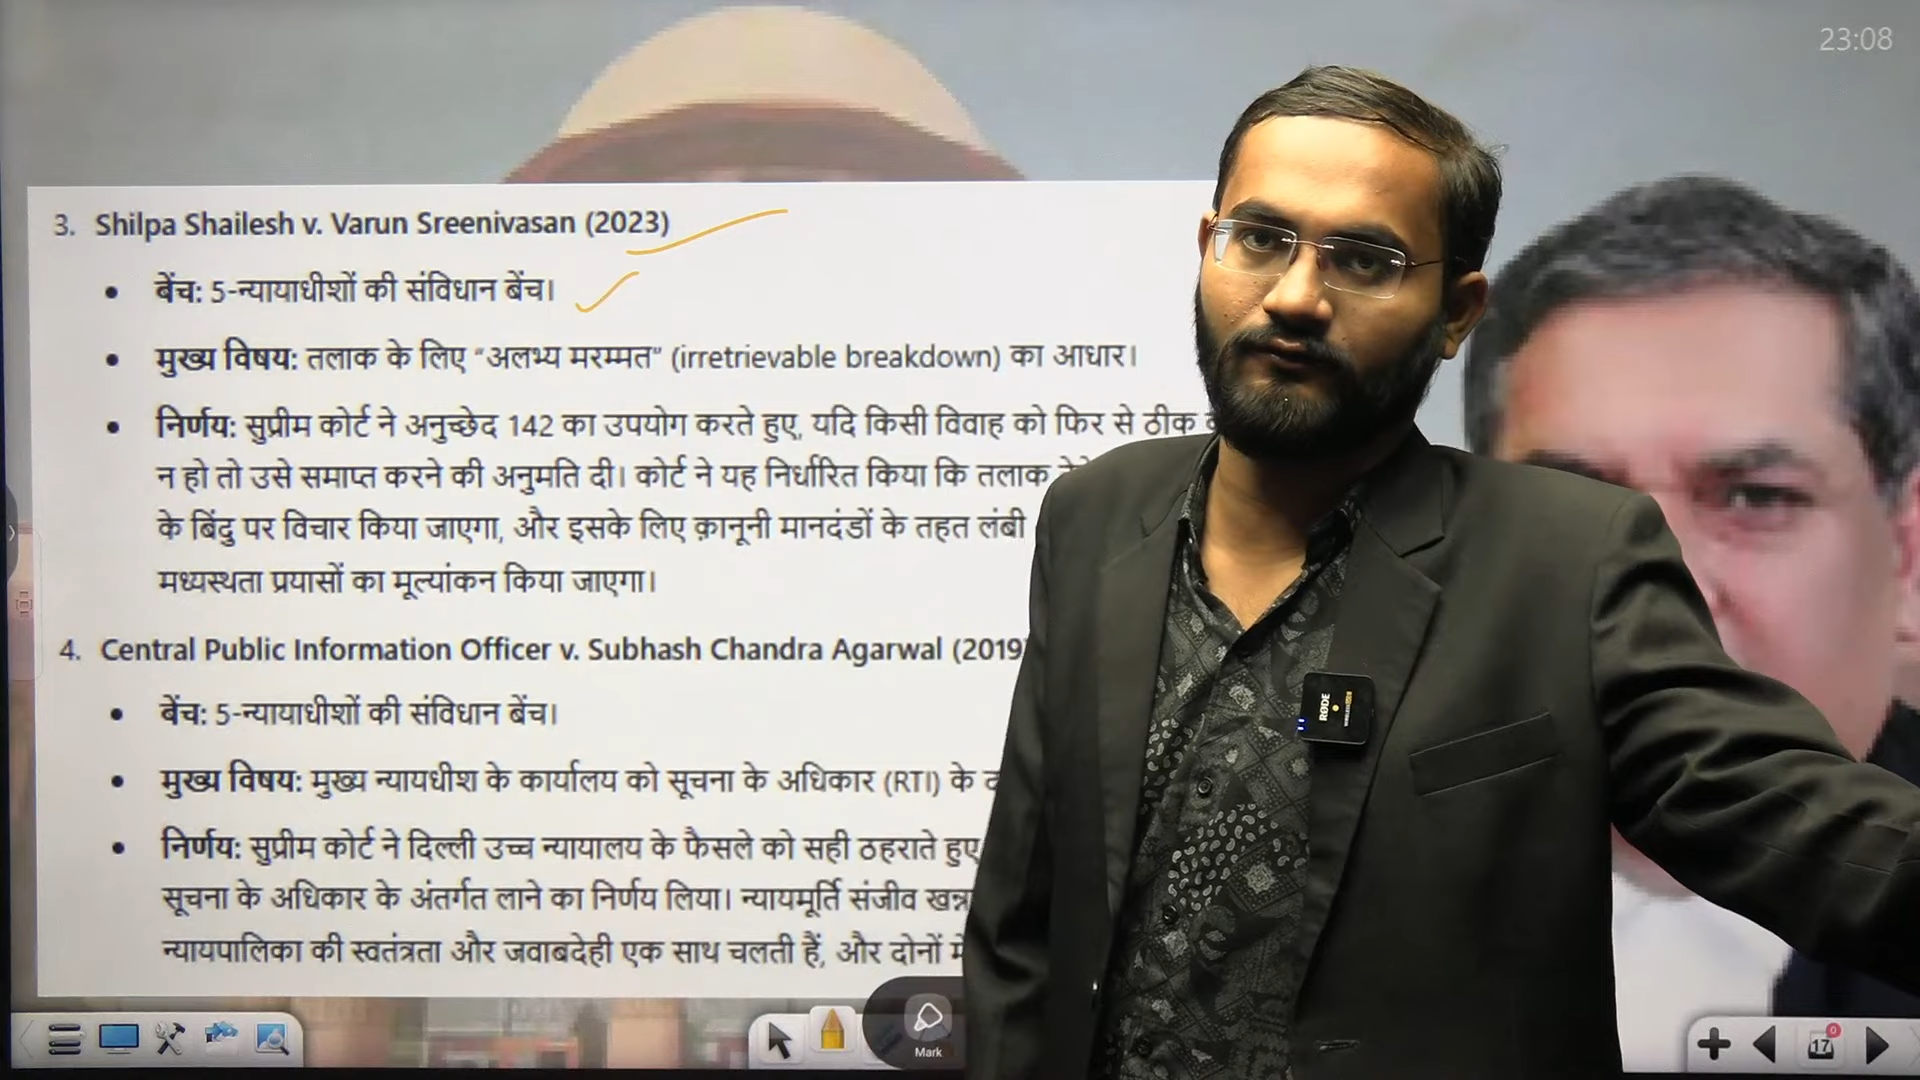 23:08
3. Shilpa Shailesh v. Varun Sreenivasan (2023)
• बेंच: 5-न्यायाधीशों की संविधान बेंच।
• मुख्य विषय: तलाक के लिए "अलभ्य मरम्मत" (irretrievable breakdown) का आधार।
• निर्णय: सुप्रीम कोर्ट ने अनुच्छेद 142 का उपयोग करते हुए, यदि किसी विवाह को फिर से ठीक
न हो तो उसे समाप्त करने की अनुमति दी। कोर्ट ने यह निर्धारित किया कि तलाक
के बिंदु पर विचार किया जाएगा, और इसके लिए क़ानूनी मानदंडों के तहत लंबी
मध्यस्थता प्रयासों का मूल्यांकन किया जाएगा।
4. Central Public Information Officer v. Subhash Chandra Agarwal (2019
• बेंच: 5-न्यायाधीशों की संविधान बेंच।
• मुख्य विषय: मुख्य न्यायधीश के कार्यालय को सूचना के अधिकार (RTI) के
• निर्णय: सुप्रीम कोर्ट ने दिल्ली उच्च न्यायालय के फैसले को सही ठहराते हुए
सूचना के अधिकार के अंतर्गत लाने का निर्णय लिया। न्यायमूर्ति संजीव
न्यायपालिका की स्वतंत्रता और जवाबदेही एक साथ चलती हैं, और दोनों
RØDE
Mark
17
0